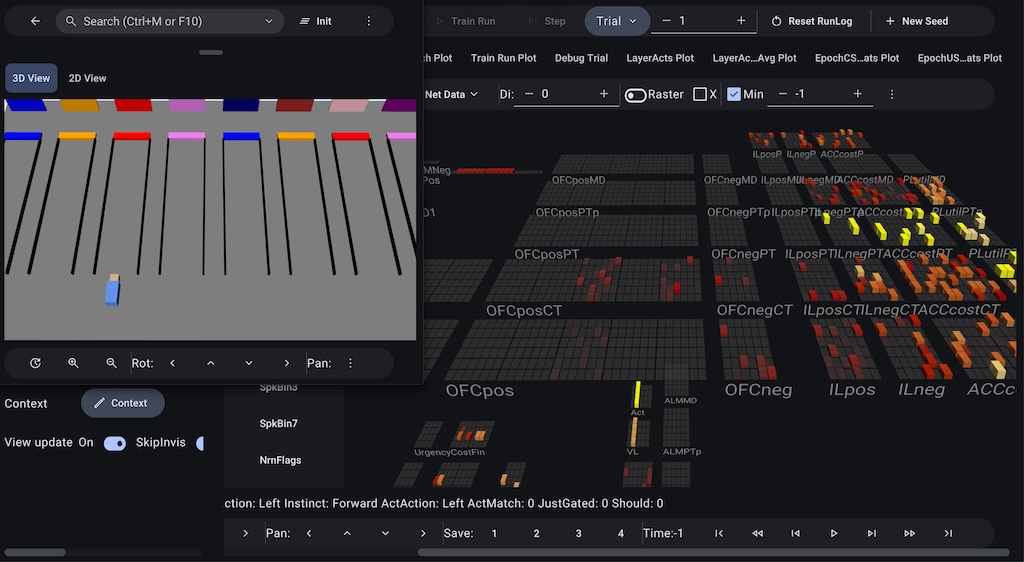 Search (Ctrl+M or F10)
Init
Train Run
Step
Trial
1
Reset RunLog
New Seed
3D View
2D View
ch Plot
Train Run Plot
Debug Trial
LayerActs Plot
LayerAc...Avg Plot
EpochCS...ats Plot
EpochUS...ats Plot
Net Data
Di:
0
Raster
X
Min
-1
ILposP
ILnegP
ACCcostP
MNeg
Pos
OFCposMD
OFCnegMD
ILposMD
ILnegMD
ACCcostMD
PLutilMD
D1
OFCposPTp
OFCnegPTp
ILposPTp
ILnegPTp
ACCcostPTp
PLutilPTp
OFCposPT
OFCnegPT
ILposPT
ILnegPT
ACCcostPT
PLutilPT
OFCposCT
OFCnegCT
ILposCT
ILnegCT
ACCcostCT
OFCpos
OFCneg
ILpos
ILneg
ACCco
Rot:
Pan:
Context
Context
View update
On
SkipInvis
SpkBin3
SpkBin7
NrnFlags
Act
ALMMD
VL
ALMPTp
UrgencyCostFin
ction: Left Instinct: Forward ActAction: Left ActMatch: 0 JustGated: 0 Should: 0
Pan:
Save:
1
2
3
4
Time:-1